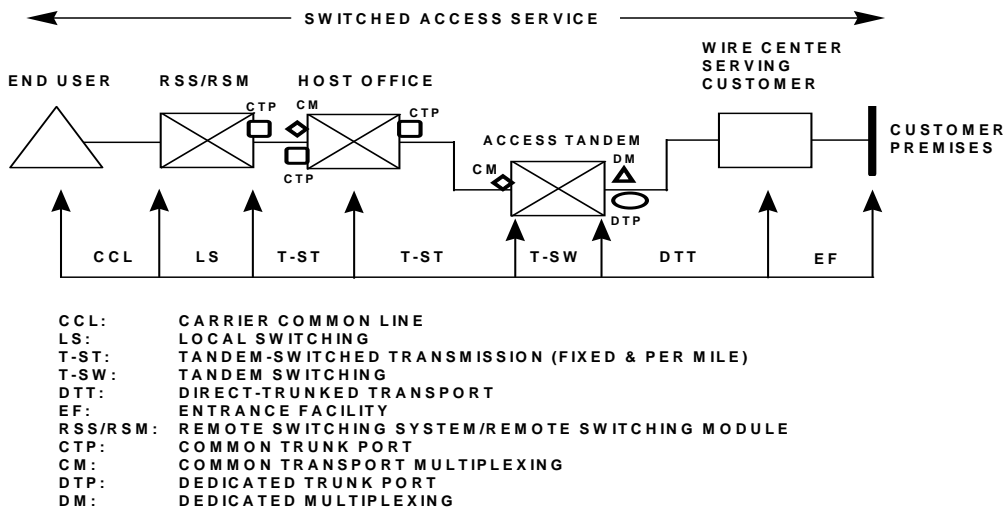 SWITCHED ACCESS SERVICE
WIRE CENTER
SERVING
CUSTOMER
END USER RSS/RSM HOST OFFICE
CTP CM CTP
CUSTOMER
PREMISES
ACCESS TANDEM
CTP CM DM
DTP
CCL LS T-ST T-ST T-SW DTT EF
CCL: CARRIER COMMON LINE
LS: LOCAL SWITCHING
T-ST: TANDEM-SWITCHED TRANSMISSION (FIXED & PER MILE)
T-SW: TANDEM SWITCHING
DTT: DIRECT-TRUNKED TRANSPORT
EF: ENTRANCE FACILITY
RSS/RSM: REMOTE SWITCHING SYSTEM/REMOTE SWITCHING MODULE
CTP: COMMON TRUNK PORT
CM: COMMON TRANSPORT MULTIPLEXING
DTP: DEDICATED TRUNK PORT
DM: DEDICATED MULTIPLEXING